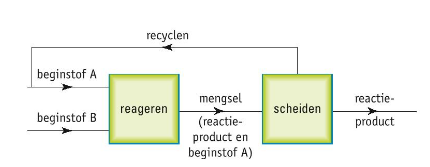 recyclen
beginstof A
beginstof B
reageren
mengsel
(reactie-
product en
beginstof A)
scheiden
reactie-
product